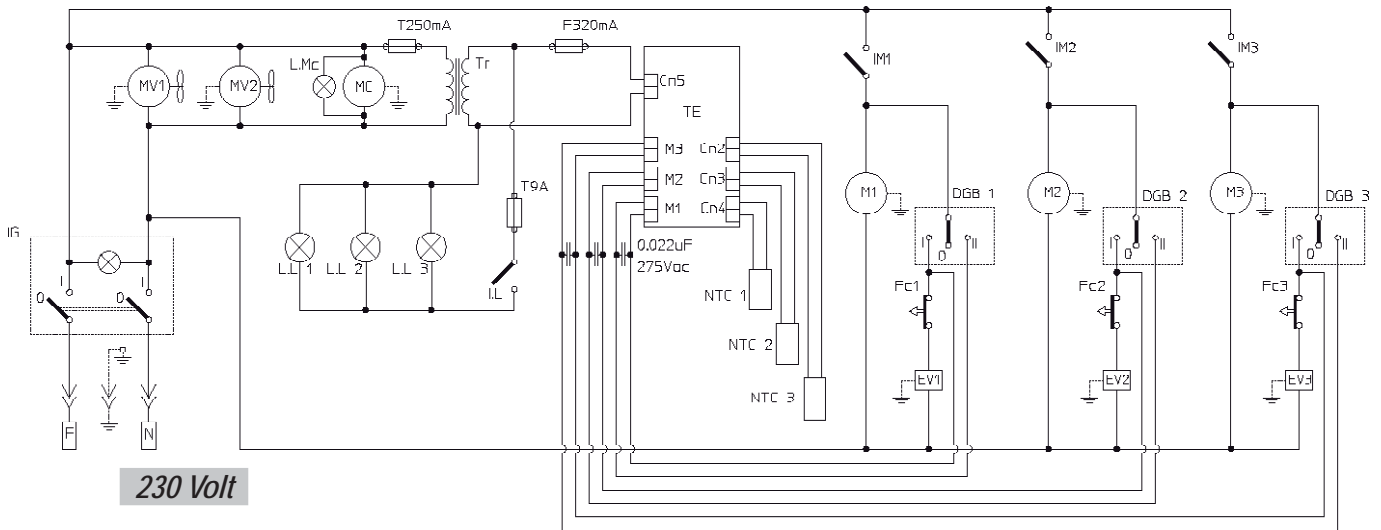 T250mA
F320mA
IM1
IM2
IM3
L.Mc
MV1
MV2
MC
Tr
Cn5
TE
M3
Cn2
M2
Cn3
M1
Cn4
T9A
M1
DGB 1
M2
DGB 2
M3
DGB 3
IG
I
I
0
0
L.L 1
L.L 2
L.L 3
I.L
0.022uF
275Vac
I
0
II
I
0
II
I
0
II
NTC 1
NTC 2
NTC 3
Fc1
Fc2
Fc3
EV1
EV2
EV3
F
N
230 Volt